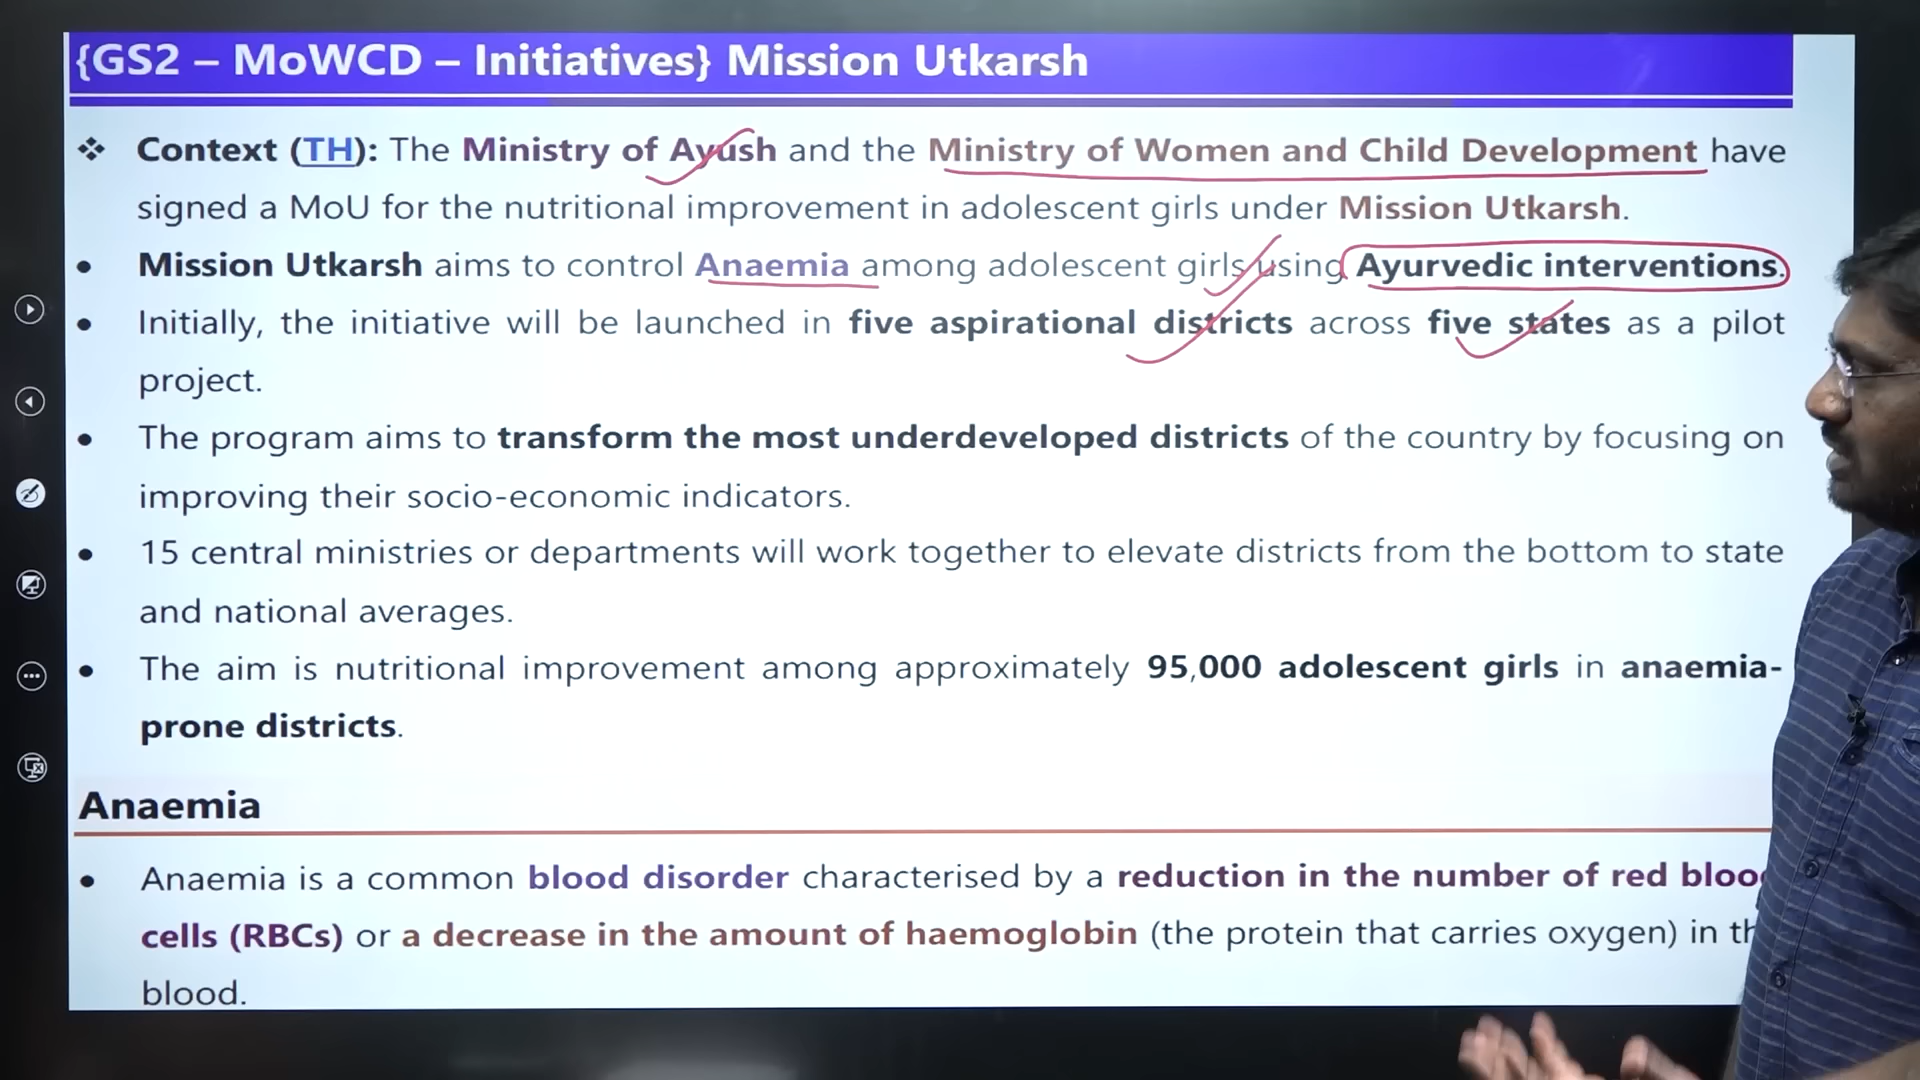 {GS2 – MoWCD – Initiatives} Mission Utkarsh
❖ Context (TH): The Ministry of Ayush and the Ministry of Women and Child Development have
signed a MoU for the nutritional improvement in adolescent girls under Mission Utkarsh.
• Mission Utkarsh aims to control Anaemia among adolescent girls using Ayurvedic interventions.
• Initially, the initiative will be launched in five aspirational districts across five states as a pilot
project.
• The program aims to transform the most underdeveloped districts of the country by focusing on
improving their socio-economic indicators.
• 15 central ministries or departments will work together to elevate districts from the bottom to state
and national averages.
• The aim is nutritional improvement among approximately 95,000 adolescent girls in anaemia-
prone districts.
Anaemia
• Anaemia is a common blood disorder characterised by a reduction in the number of red
cells (RBCs) or a decrease in the amount of haemoglobin (the protein that carries oxygen) in
blood.